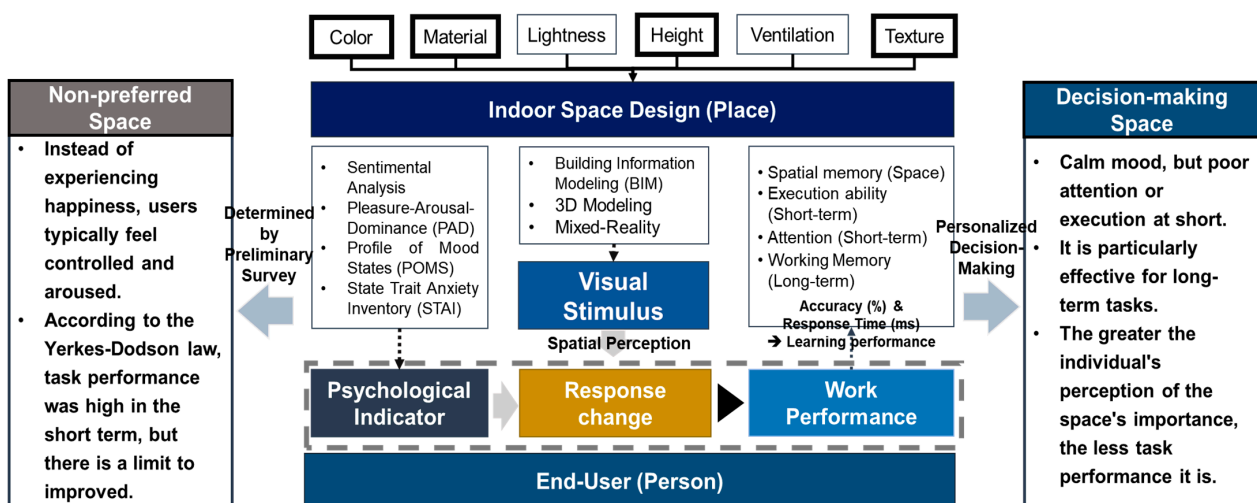 Color
Material
Lightness
Height
Ventilation
Texture
Indoor Space Design (Place)
Non-preferred
Space
• Instead of
experiencing
happiness, users
typically feel
controlled and
aroused.
• According to the
Yerkes-Dodson law,
task performance
was high in the
short term, but
there is a limit to
improved.
Determined
by
Preliminary
Survey
• Sentimental
Analysis
• Pleasure-Arousal-
Dominance (PAD)
• Profile of Mood
States (POMS)
• State Trait Anxiety
Inventory (STAI)
• Building Information
Modeling (BIM)
• 3D Modeling
• Mixed-Reality
Visual
Stimulus
Spatial Perception
• Spatial memory (Space)
• Execution ability
(Short-term)
• Attention (Short-term)
• Working Memory
(Long-term)
Accuracy (%) &
Response Time (ms)
➔ Learning performance
Psychological
Indicator
Response
change
Work
Performance
End-User (Person)
Personalized
Decision-
Making
Decision-making
Space
• Calm mood, but poor
attention or
execution at short.
• It is particularly
effective for long-
term tasks.
• The greater the
individual's
perception of the
space's importance,
the less task
performance it is.